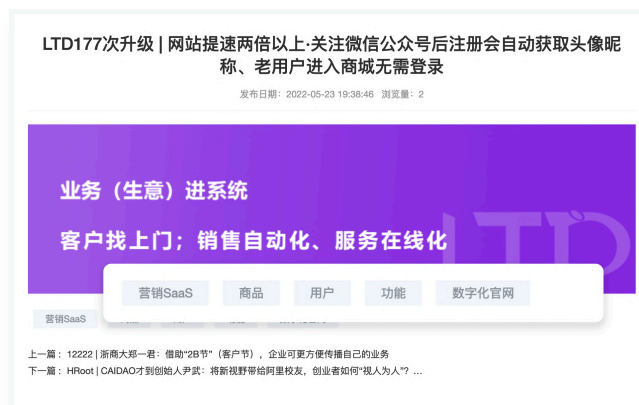 LTD177次升级 | 网站提速两倍以上·关注微信公众号后注册会自动获取头像昵
称、老用户进入商城无需登录
发布日期：2022-05-23 19:38:46 浏览量：2
业务（生意）进系统
客户找上门；销售自动化、服务在线化
LTD
营销SaaS 商品 用户 功能 数字化官网
营销SaaS
上一篇：12222 | 浙商大郑一君：借助“2B节”（客户节），企业可更方便传播自己的业务
下一篇：HRoot | CAIDAO才到创始人尹武：将新视野带给阿里校友，创业者如何“视人为人”？...